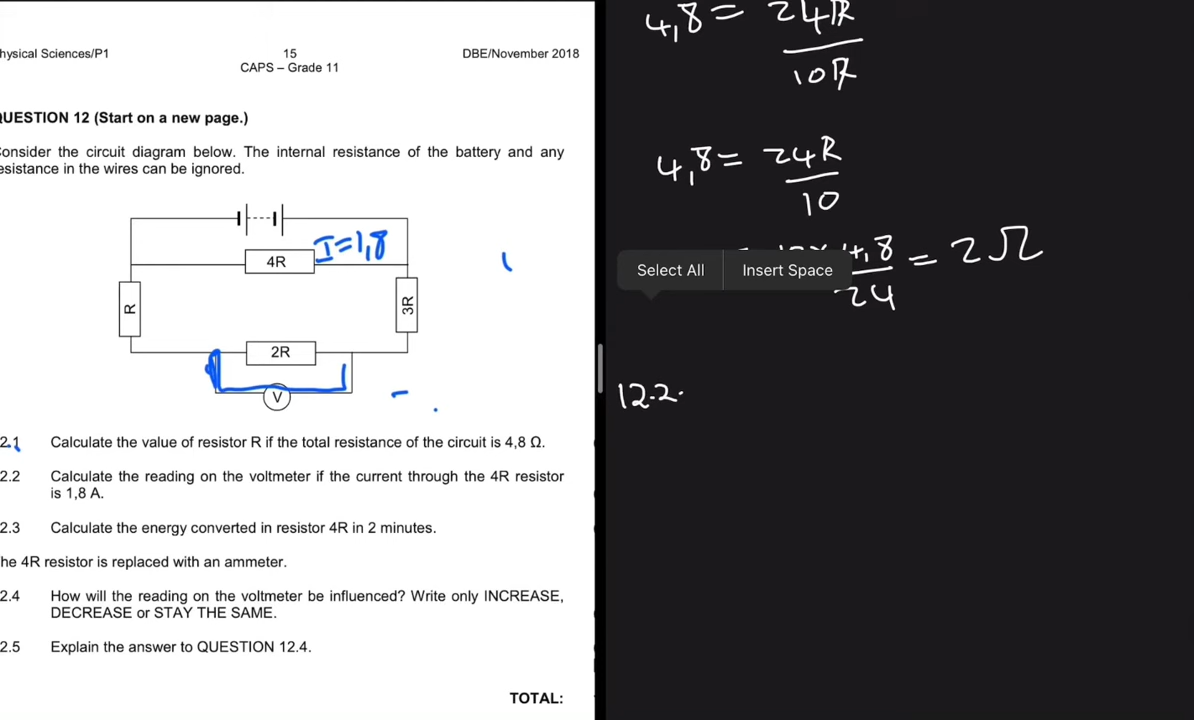 hysical Sciences/P1 15 DBE/November 2018
CAPS – Grade 11
QUESTION 12 (Start on a new page.)
Consider the circuit diagram below. The internal resistance of the battery and any
esistance in the wires can be ignored.
4R I=1,8
R
3R
2R
V
2.1 Calculate the value of resistor R if the total resistance of the circuit is 4,8 Ω.
2.2 Calculate the reading on the voltmeter if the current through the 4R resistor
is 1,8 A.
2.3 Calculate the energy converted in resistor 4R in 2 minutes.
he 4R resistor is replaced with an ammeter.
2.4 How will the reading on the voltmeter be influenced? Write only INCREASE,
DECREASE or STAY THE SAME.
2.5 Explain the answer to QUESTION 12.4.
TOTAL:
4,8 = 24R
10R
4,8 = 24R
10
4,8 = 2Ω
24
Select All Insert Space
12.2.